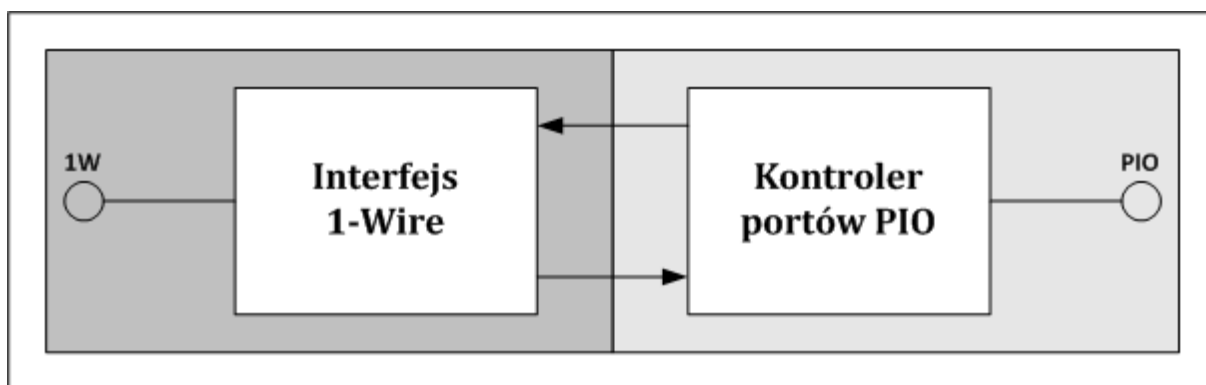 1W
Interfejs
1-Wire
Kontroler
portów PIO
PIO